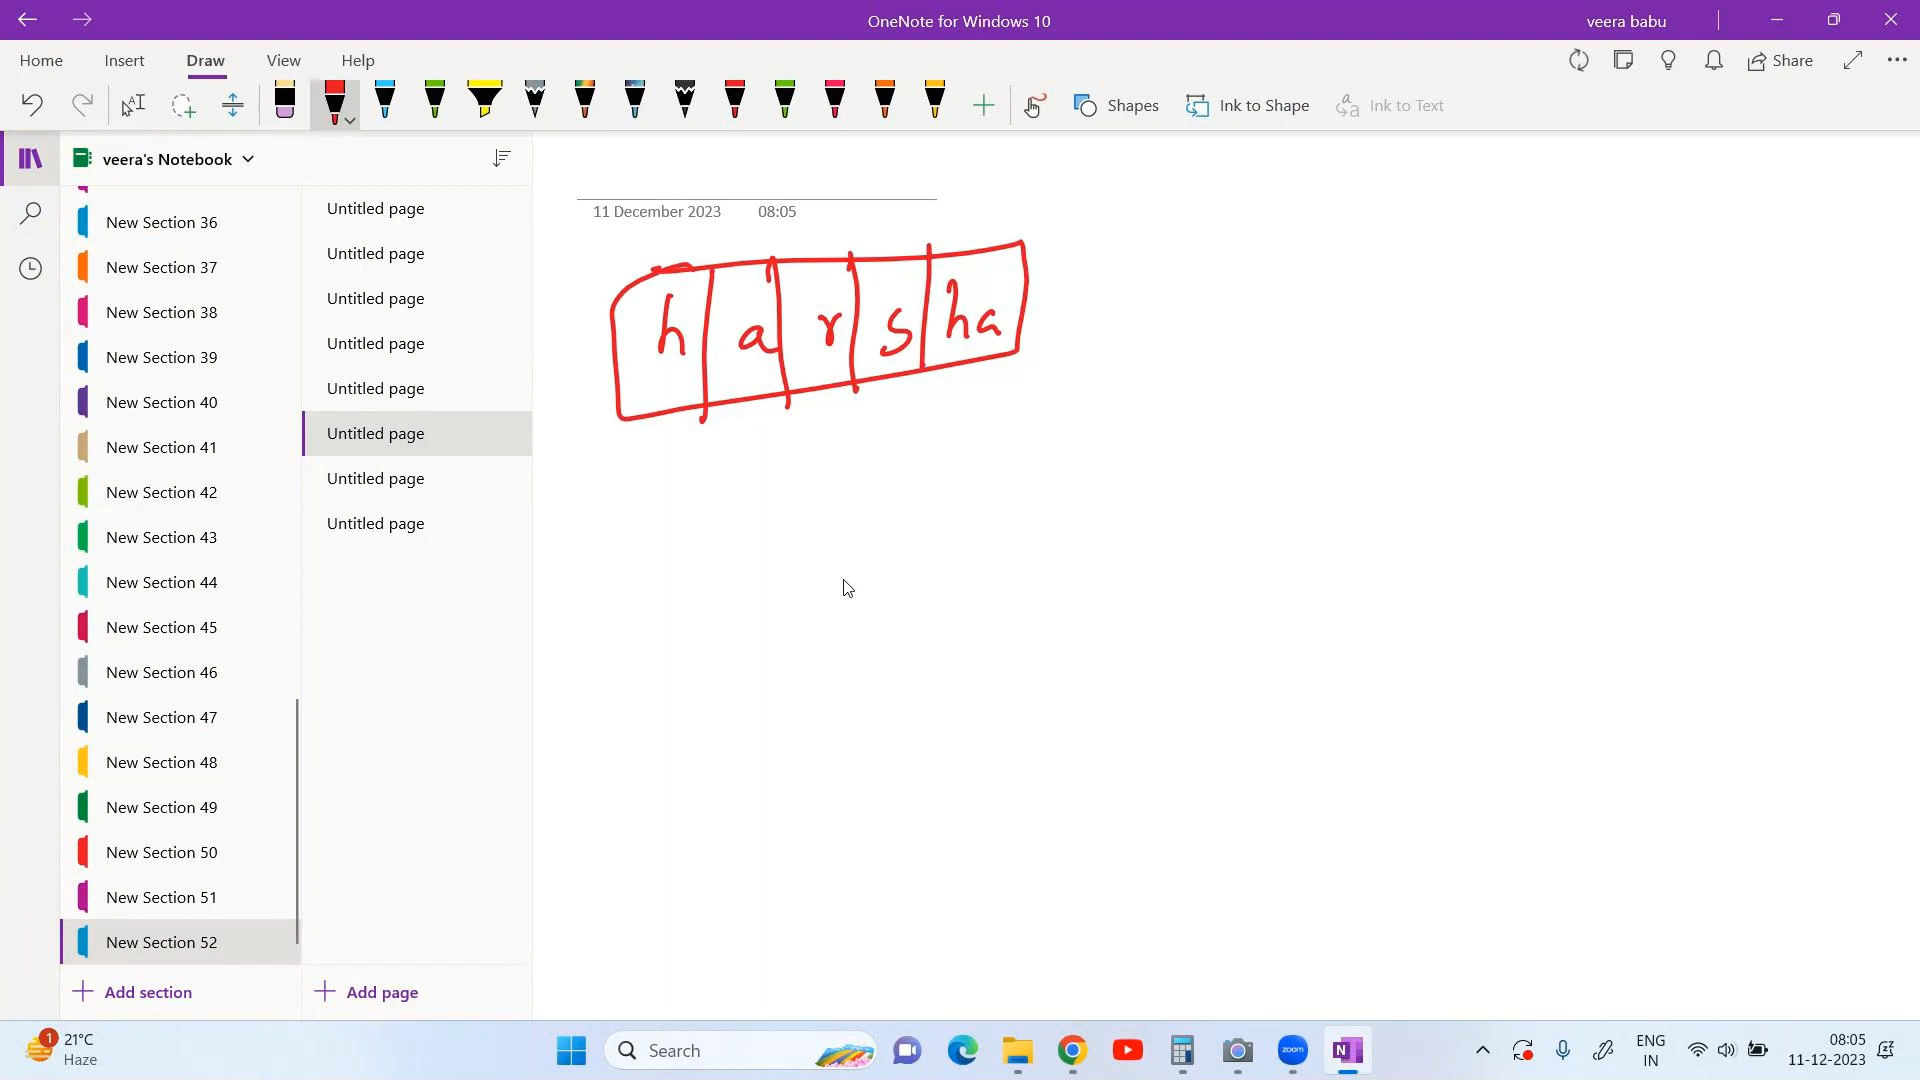 OneNote for Windows 10
veera babu
Home Insert Draw View Help
Share
Shapes Ink to Shape Ink to Text
veera's Notebook
New Section 36
New Section 37
New Section 38
New Section 39
New Section 40
New Section 41
New Section 42
New Section 43
New Section 44
New Section 45
New Section 46
New Section 47
New Section 48
New Section 49
New Section 50
New Section 51
New Section 52
Add section
Untitled page
Untitled page
Untitled page
Untitled page
Untitled page
Untitled page
Untitled page
Untitled page
Add page
11 December 2023 08:05
h a r s ha
1
21°C
Haze
Search
zoom
N
ENG
IN
08:05
11-12-2023